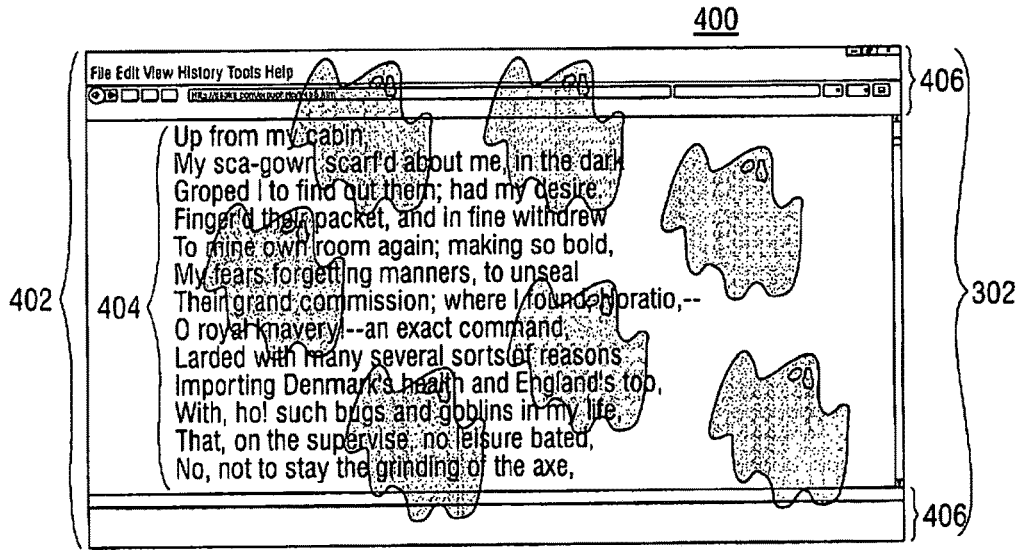 400
File Edit View History Tools Help
Up from my cabin,
My sca-gown scarf'd about me, in the dark
Groped I to find out them; had my desire,
Finger'd their packet, and in fine withdrew
To mine own room again; making so bold,
My fears forgetting manners, to unseal
Their grand commission; where I found, Horatio,--
O royal knavery!--an exact command,
Larded with many several sorts of reasons
Importing Denmark's health and England's too,
With, ho! such bugs and goblins in my life,
That, on the supervise, no leisure bated,
No, not to stay the grinding of the axe,
402
404
406
302
406